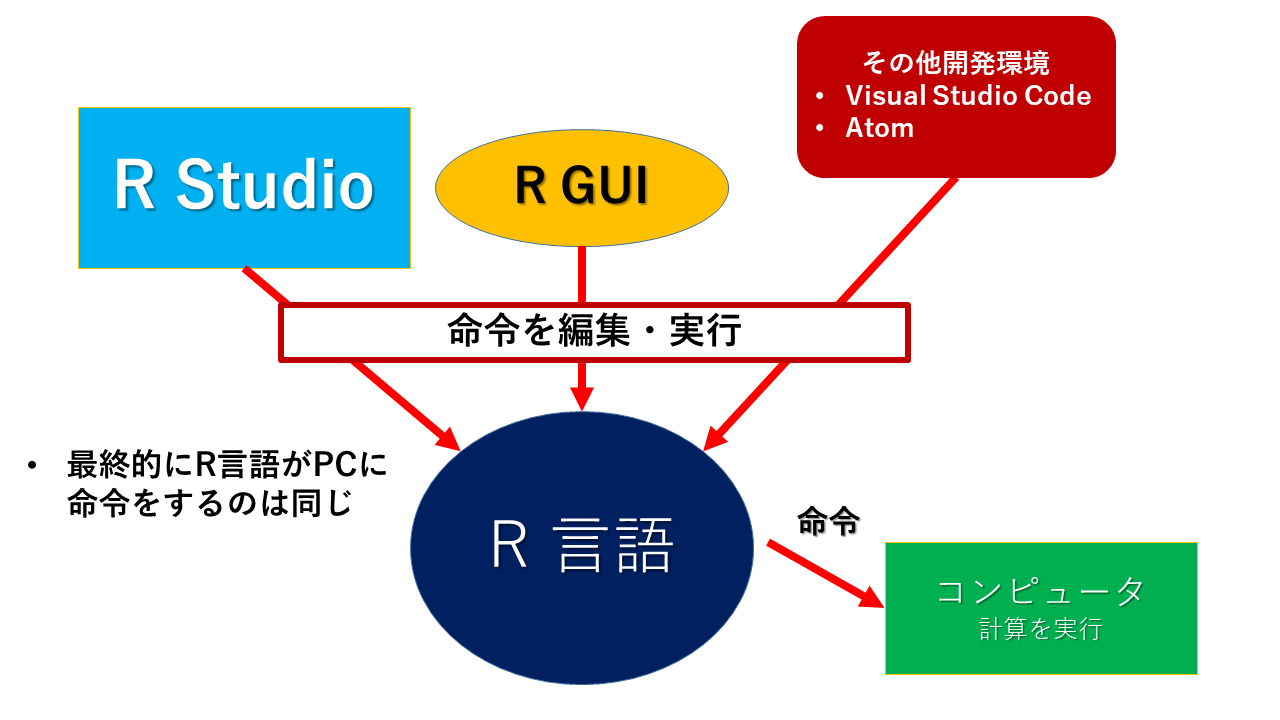 その他開発環境
• Visual Studio Code
• Atom
R Studio
R GUI
命令を編集・実行
• 最終的にR言語がPCに
命令をするのは同じ
R 言語
命令
コンピュータ
計算を実行